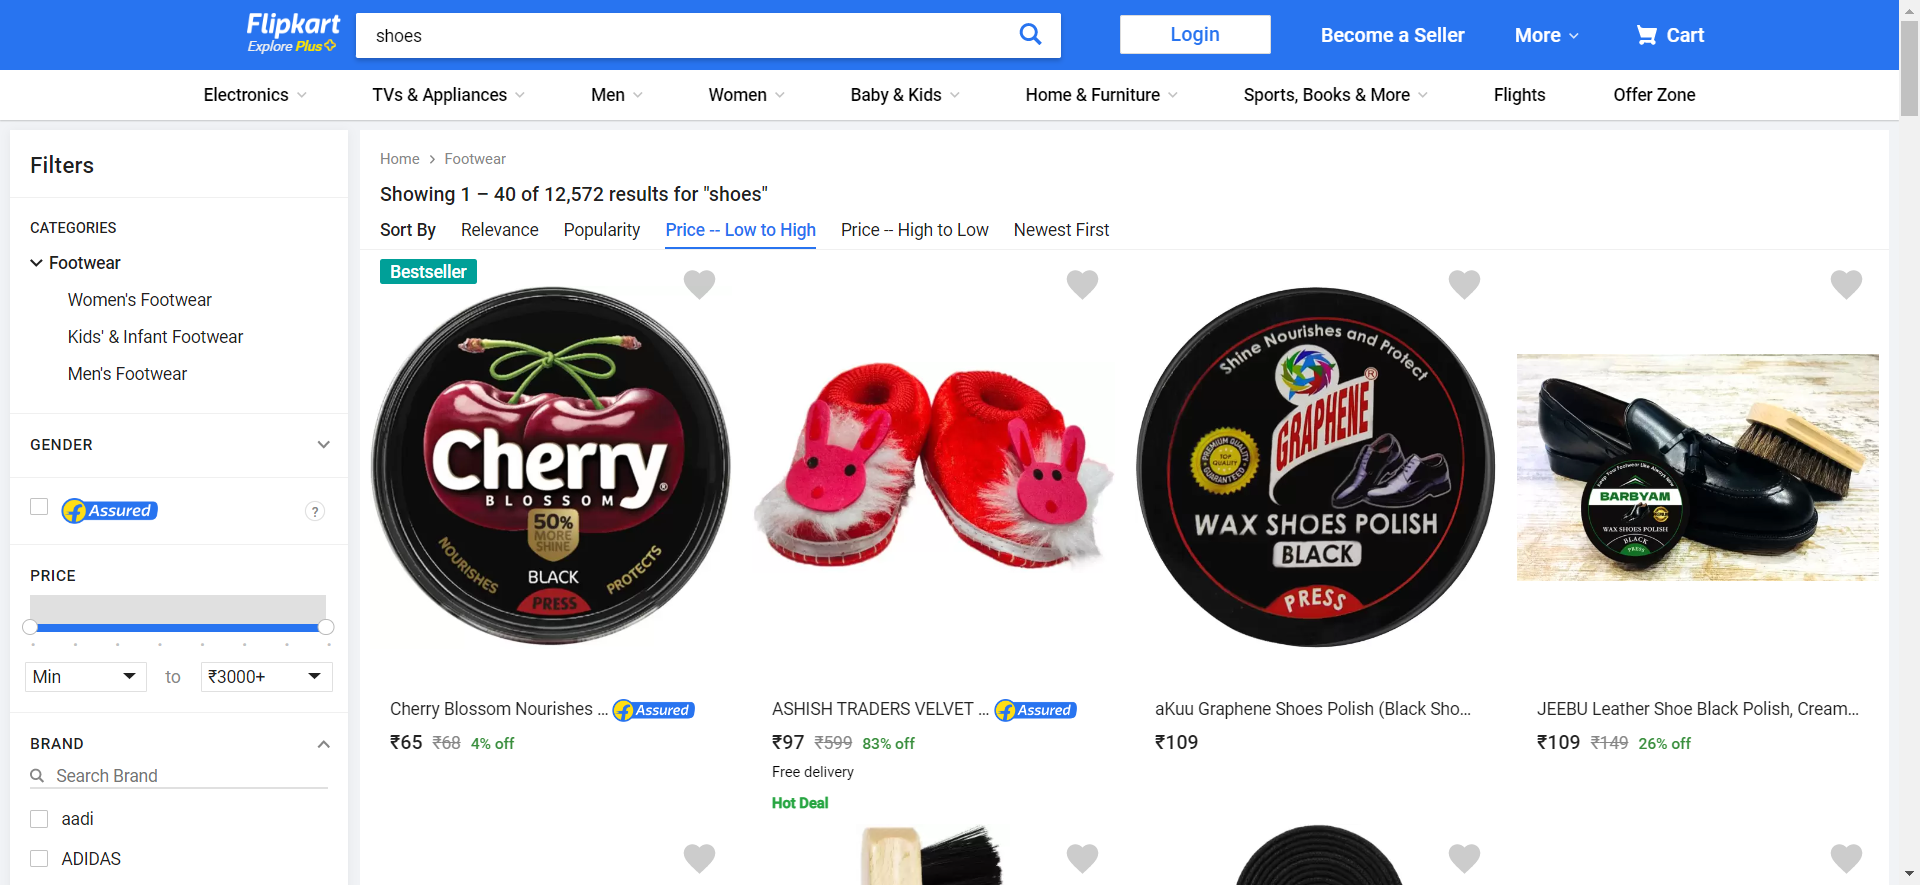 Flipkart
Explore Plus
shoes
Login
Become a Seller
More
Cart
Electronics
TVs & Appliances
Men
Women
Baby & Kids
Home & Furniture
Sports, Books & More
Flights
Offer Zone
Filters
CATEGORIES
Footwear
Women's Footwear
Kids' & Infant Footwear
Men's Footwear
GENDER
Assured
?
PRICE
Min
to
₹3000+
BRAND
Search Brand
aadi
ADIDAS
Home > Footwear
Showing 1 – 40 of 12,572 results for "shoes"
Sort By Relevance Popularity Price -- Low to High Price -- High to Low Newest First
Bestseller
Cherry®
BLOSSOM
50%
MORE
SHINE
NOURISHES
BLACK
PROTECTS
PRESS
Cherry Blossom Nourishes ...
Assured
₹65 ₹68 4% off
ASHISH TRADERS VELVET ...
Assured
₹97 ₹599 83% off
Free delivery
Hot Deal
Shine Nourishes and Protect
GRAPHENE®
PREMIUM QUALITY
TOP
QUALITY
GUARANTEED
WAX SHOES POLISH
BLACK
PRESS
aKuu Graphene Shoes Polish (Black Sho...
₹109
Keep Your Footwear Like Always New
BARBYAM
WAX SHOES POLISH
BLACK
PRESS
JEEBU Leather Shoe Black Polish, Cream...
₹109 ₹149 26% off